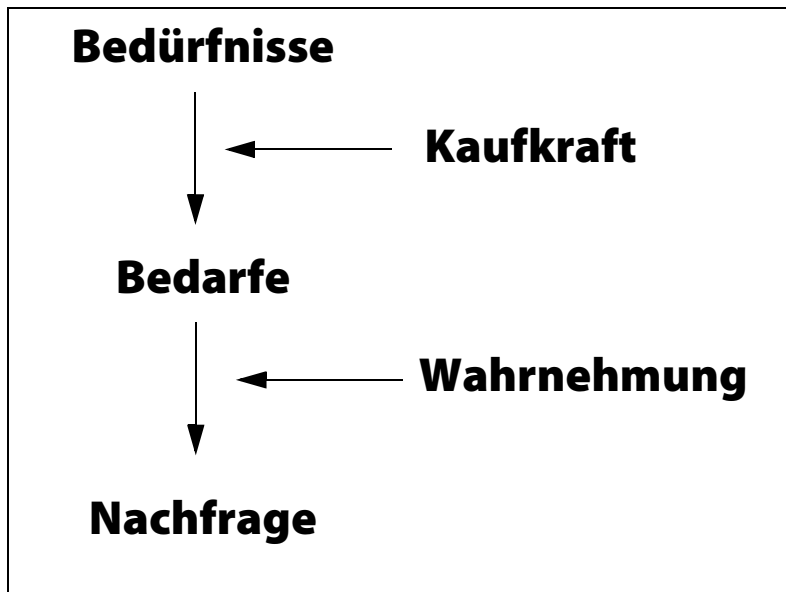 Bedürfnisse
Kaufkraft
Bedarfe
Wahrnehmung
Nachfrage